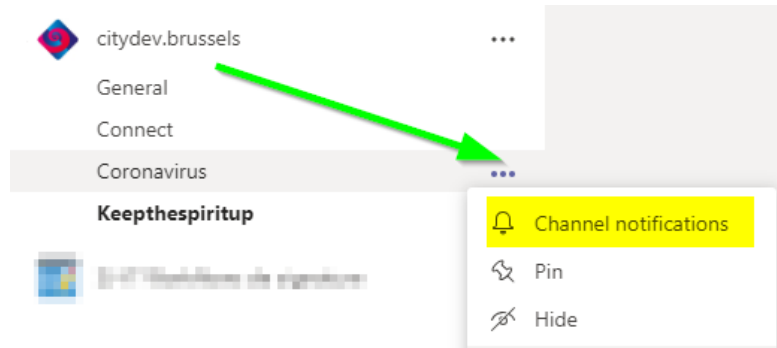 citydev.brussels
General
Connect
Coronavirus
Keepthespiritup
Channel notifications
Pin
Hide